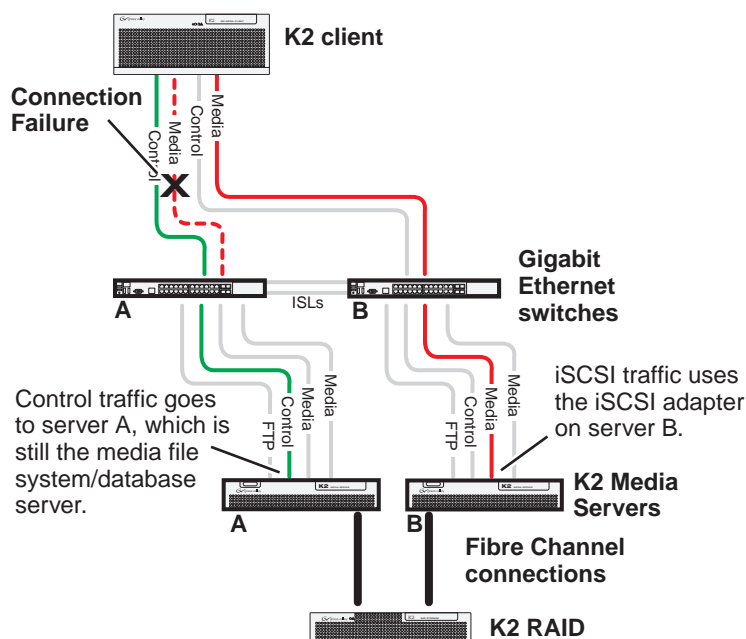 K2 client
Connection
Failure
Control
Media
Control
Media
Gigabit
Ethernet
switches
A
ISLs
B
Control traffic goes
to server A, which is
still the media file
system/database
server.
FTP
Control
Media
Media
FTP
Control
Media
Media
iSCSI traffic uses
the iSCSI adapter
on server B.
K2
K2
K2 Media
Servers
A
B
Fibre Channel
connections
K2 RAID